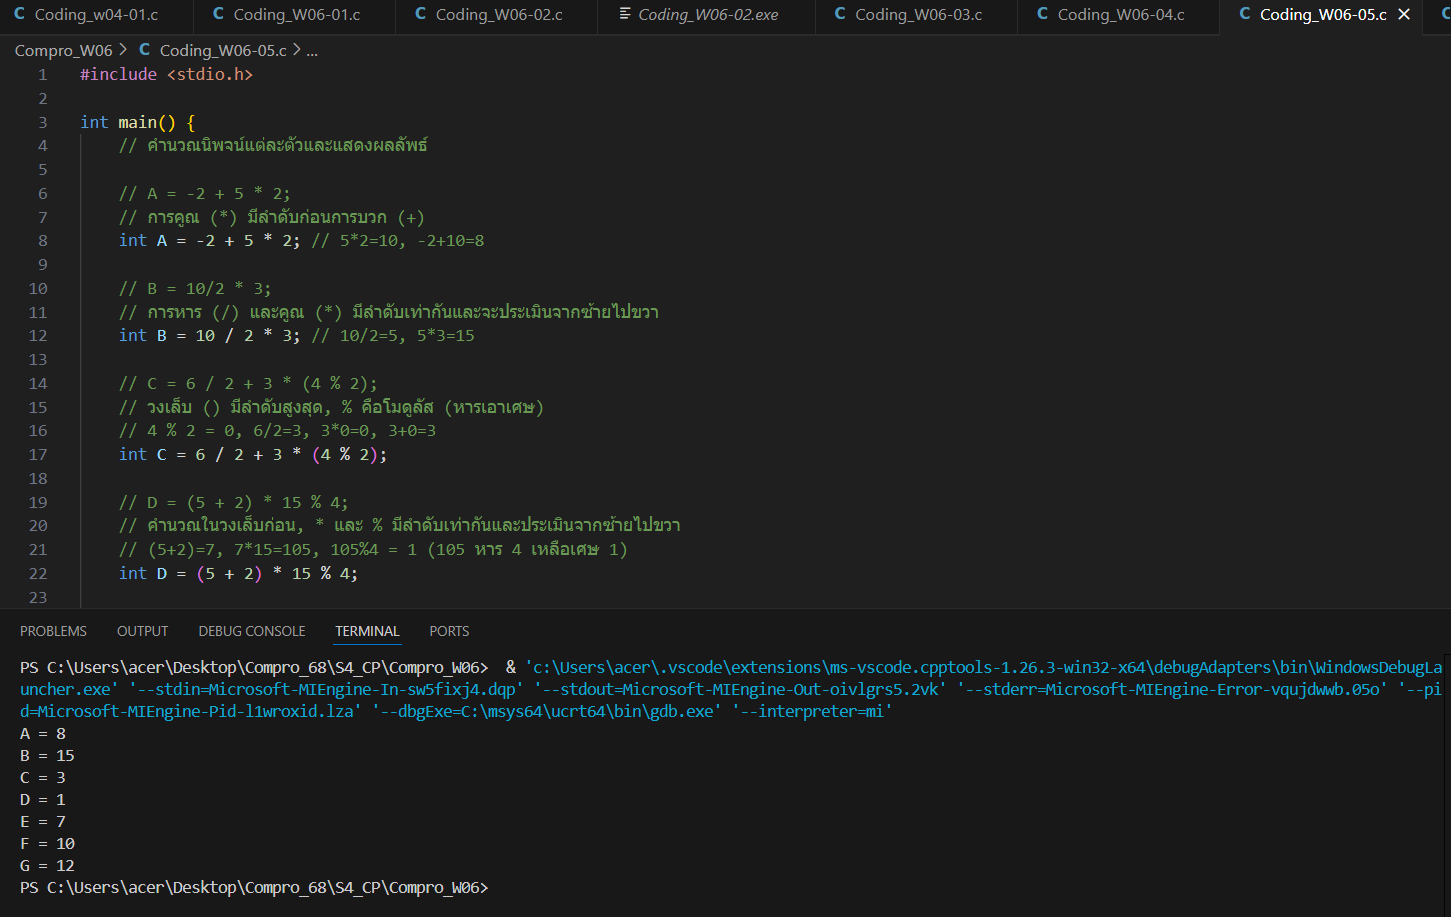 C Coding_w04-01.c C Coding_W06-01.c C Coding_W06-02.c Coding_W06-02.exe C Coding_W06-03.c C Coding_W06-04.c C Coding_W06-05.c × C
Compro_W06 > C Coding_W06-05.c > ...
1 #include <stdio.h>
2
3 int main() {
4 // คำนวณนิพจน์แต่ละตัวและแสดงผลลัพธ์
5
6 // A = -2 + 5 * 2;
7 // การคูณ (*) มีลำดับก่อนการบวก (+)
8 int A = -2 + 5 * 2; // 5*2=10, -2+10=8
9
10 // B = 10/2 * 3;
11 // การหาร (/) และคูณ (*) มีลำดับเท่ากันและจะประเมินจากซ้ายไปขวา
12 int B = 10 / 2 * 3; // 10/2=5, 5*3=15
13
14 // C = 6 / 2 + 3 * (4 % 2);
15 // วงเล็บ () มีลำดับสูงสุด, % คือโมดูลัส (หารเอาเศษ)
16 // 4 % 2 = 0, 6/2=3, 3*0=0, 3+0=3
17 int C = 6 / 2 + 3 * (4 % 2);
18
19 // D = (5 + 2) * 15 % 4;
20 // คำนวณในวงเล็บก่อน, * และ % มีลำดับเท่ากันและประเมินจากซ้ายไปขวา
21 // (5+2)=7, 7*15=105, 105%4 = 1 (105 หาร 4 เหลือเศษ 1)
22 int D = (5 + 2) * 15 % 4;
23
PROBLEMS OUTPUT DEBUG CONSOLE TERMINAL PORTS
PS C:\Users\acer\Desktop\Compro_68\S4_CP\Compro_W06> & 'c:\Users\acer\.vscode\extensions\ms-vscode.cpptools-1.26.3-win32-x64\debugAdapters\bin\WindowsDebugLa
uncher.exe' '--stdin=Microsoft-MIEngine-In-sw5fixj4.dqp' '--stdout=Microsoft-MIEngine-Out-oivlgrs5.2vk' '--stderr=Microsoft-MIEngine-Error-vqujdwwb.05o' '--pi
d=Microsoft-MIEngine-Pid-l1wroxid.lza' '--dbgExe=C:\msys64\ucrt64\bin\gdb.exe' '--interpreter=mi'
A = 8
B = 15
C = 3
D = 1
E = 7
F = 10
G = 12
PS C:\Users\acer\Desktop\Compro_68\S4_CP\Compro_W06>